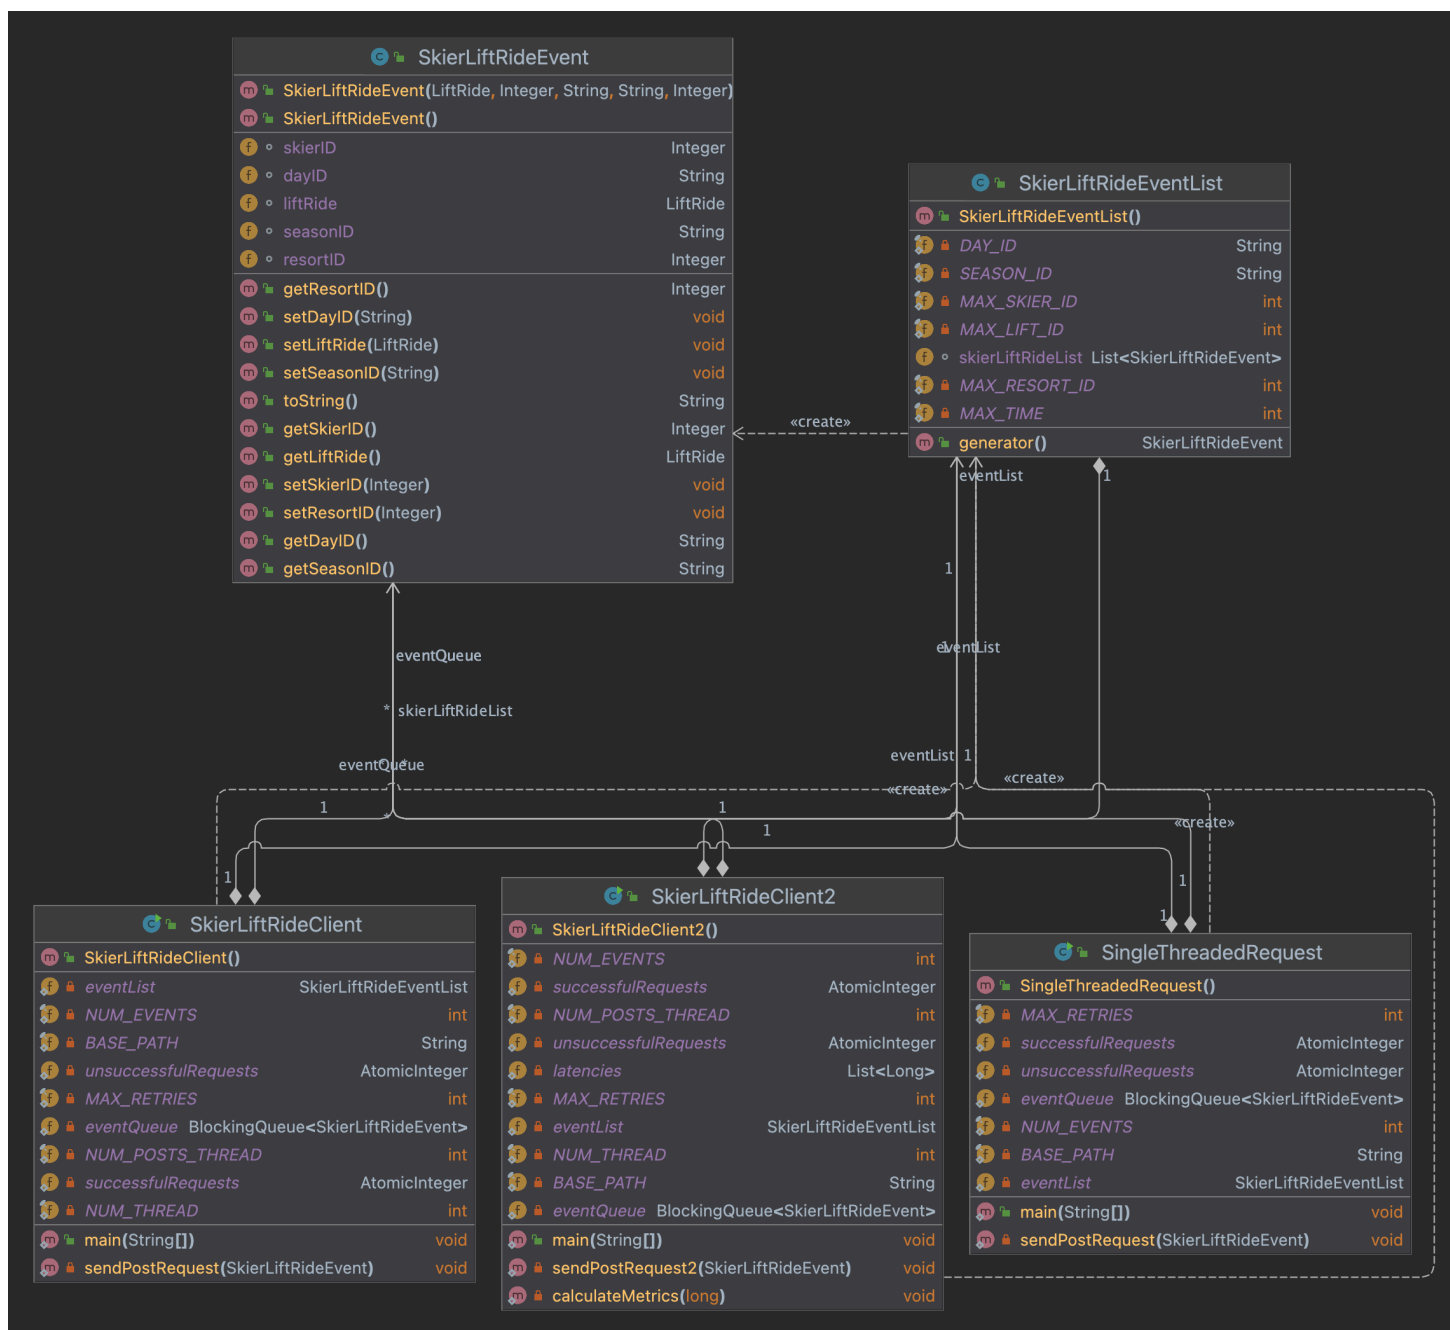 SkierLiftRideEvent
SkierLiftRideEvent(LiftRide, Integer, String, String, Integer)
SkierLiftRideEvent()
skierID Integer
dayID String
liftRide LiftRide
seasonID String
resortID Integer
getResortID() Integer
setDayID(String) void
setLiftRide(LiftRide) void
setSeasonID(String) void
toString() String
getSkierID() Integer
getLiftRide() LiftRide
setSkierID(Integer) void
setResortID(Integer) void
getDayID() String
getSeasonID() String
SkierLiftRideEventList
SkierLiftRideEventList()
DAY_ID String
SEASON_ID String
MAX_SKIER_ID int
MAX_LIFT_ID int
skierLiftRideList List<SkierLiftRideEvent>
MAX_RESORT_ID int
MAX_TIME int
generator() SkierLiftRideEvent
«create»
eventList
1
1
eventQueue
eventList
1
* skierLiftRideList
eventList 1
eventQueue
*
«create»
«create»
1
1
*
1
«create»
1
1
1
SkierLiftRideClient
SkierLiftRideClient()
eventList SkierLiftRideEventList
NUM_EVENTS int
BASE_PATH String
unsuccessfulRequests AtomicInteger
MAX_RETRIES int
eventQueue BlockingQueue<SkierLiftRideEvent>
NUM_POSTS_THREAD int
successfulRequests AtomicInteger
NUM_THREAD int
main(String[]) void
sendPostRequest(SkierLiftRideEvent) void
SkierLiftRideClient2
SkierLiftRideClient2()
NUM_EVENTS int
successfulRequests AtomicInteger
NUM_POSTS_THREAD int
unsuccessfulRequests AtomicInteger
latencies List<Long>
MAX_RETRIES int
eventList SkierLiftRideEventList
NUM_THREAD int
BASE_PATH String
eventQueue BlockingQueue<SkierLiftRideEvent>
main(String[]) void
sendPostRequest2(SkierLiftRideEvent) void
calculateMetrics(long) void
SingleThreadedRequest
SingleThreadedRequest()
MAX_RETRIES int
successfulRequests AtomicInteger
unsuccessfulRequests AtomicInteger
eventQueue BlockingQueue<SkierLiftRideEvent>
NUM_EVENTS int
BASE_PATH String
eventList SkierLiftRideEventList
main(String[]) void
sendPostRequest(SkierLiftRideEvent) void